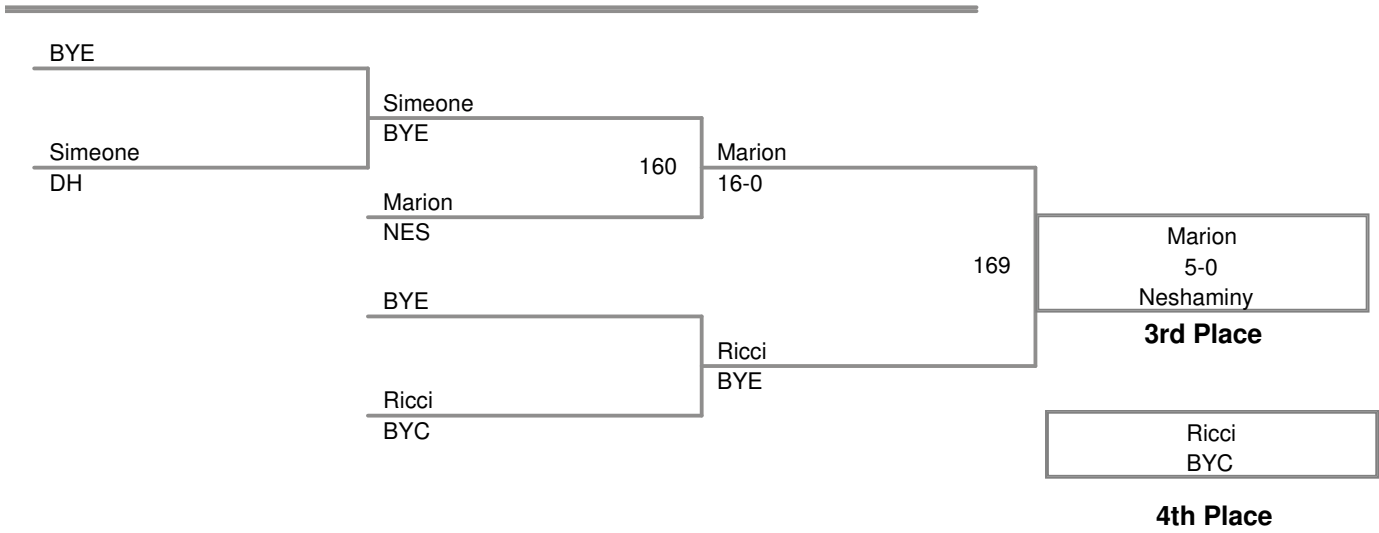 BYE
Simeone
DH
Simeone
BYE
Marion
NES
160
BYE
Ricci
BYC
Marion
16-0
Ricci
BYE
169
Marion
5-0
Neshaminy
3rd Place
Ricci
BYC
4th Place